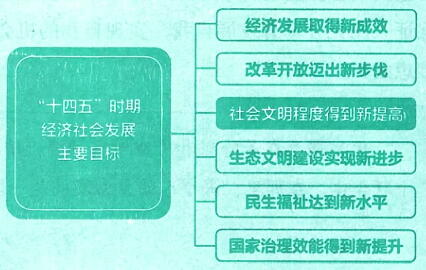 “十四五”时期
经济社会发展
主要目标
经济发展取得新成效
改革开放迈出新步伐
社会文明程度得到新提高
生态文明建设实现新进步
民生福祉达到新水平
国家治理效能得到新提升